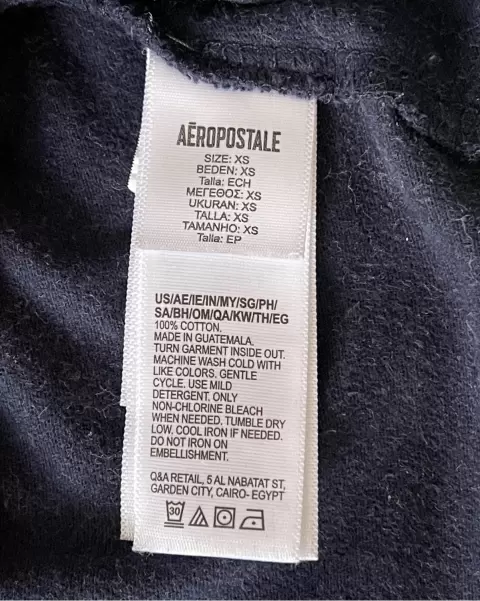 AĒROPOSTALE
SIZE: XS
BEDEN: XS
Talla: ECH
ΜΕΓΕΘΟΣ: XS
UKURAN: XS
TALLA: XS
TAMANHO: XS
Talla: EP
US/AE/IE/IN/MY/SG/PH/
SA/BH/OM/QA/KW/TH/EG
100% COTTON.
MADE IN GUATEMALA.
TURN GARMENT INSIDE OUT.
MACHINE WASH COLD WITH
LIKE COLORS. GENTLE
CYCLE. USE MILD
DETERGENT. ONLY
NON-CHLORINE BLEACH
WHEN NEEDED. TUMBLE DRY
LOW. COOL IRON IF NEEDED.
DO NOT IRON ON
EMBELLISHMENT.
Q&A RETAIL, 5 AL NABATAT ST,
GARDEN CITY, CAIRO- EGYPT
30